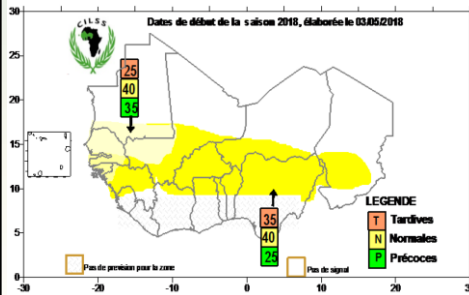 Dates de début de la saison 2018, élaborée le 03/05/2018
CILSS
30
25
20
15
10
5
0
25
40
35
35
40
25
LEGENDE
T Tardives
N Normales
P Précoces
Pas de prevision pour la zone
Pas de signal
-30 -20 -10 0 10 20 30